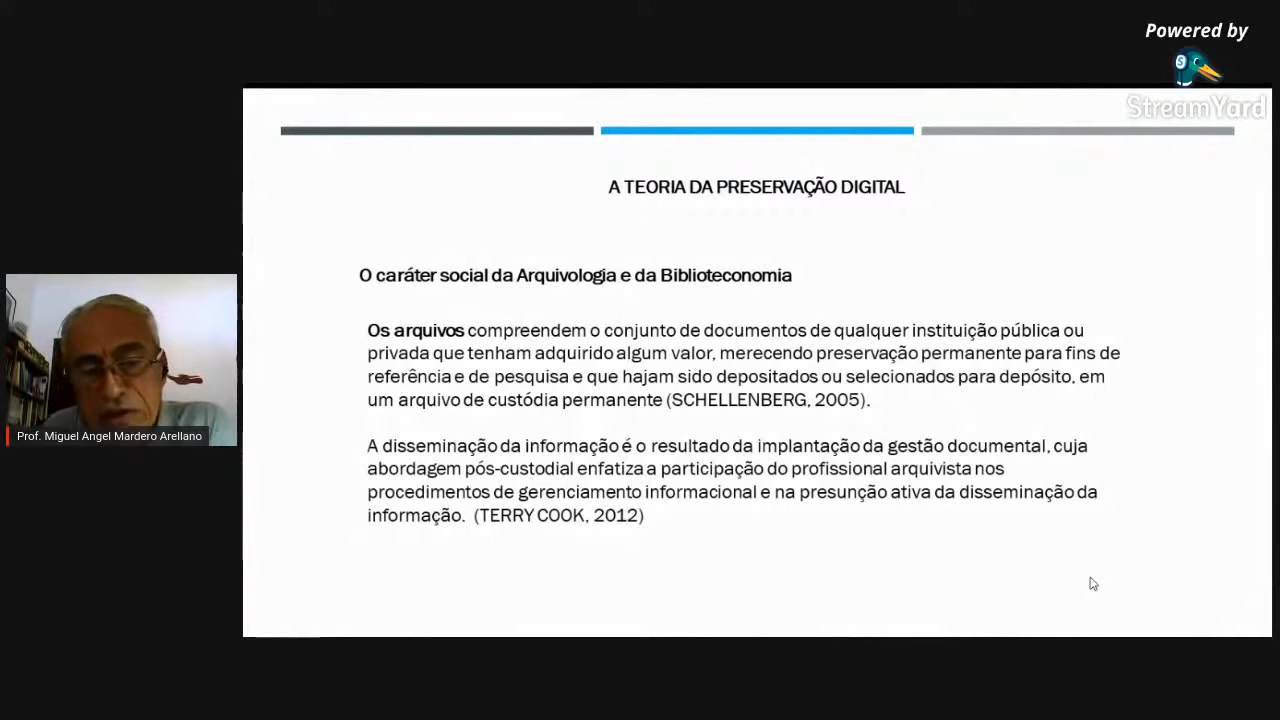 Powered by
StreamYard
A TEORIA DA PRESERVAÇÃO DIGITAL
O caráter social da Arquivologia e da Biblioteconomia
Os arquivos compreendem o conjunto de documentos de qualquer instituição pública ou
privada que tenham adquirido algum valor, merecendo preservação permanente para fins de
referência e de pesquisa e que hajam sido depositados ou selecionados para depósito, em
um arquivo de custódia permanente (SCHELLENBERG, 2005).
A disseminação da informação é o resultado da implantação da gestão documental, cuja
abordagem pós-custodial enfatiza a participação do profissional arquivista nos
procedimentos de gerenciamento informacional e na presunção ativa da disseminação da
informação. (TERRY COOK, 2012)
Prof. Miguel Angel Mardero Arellano